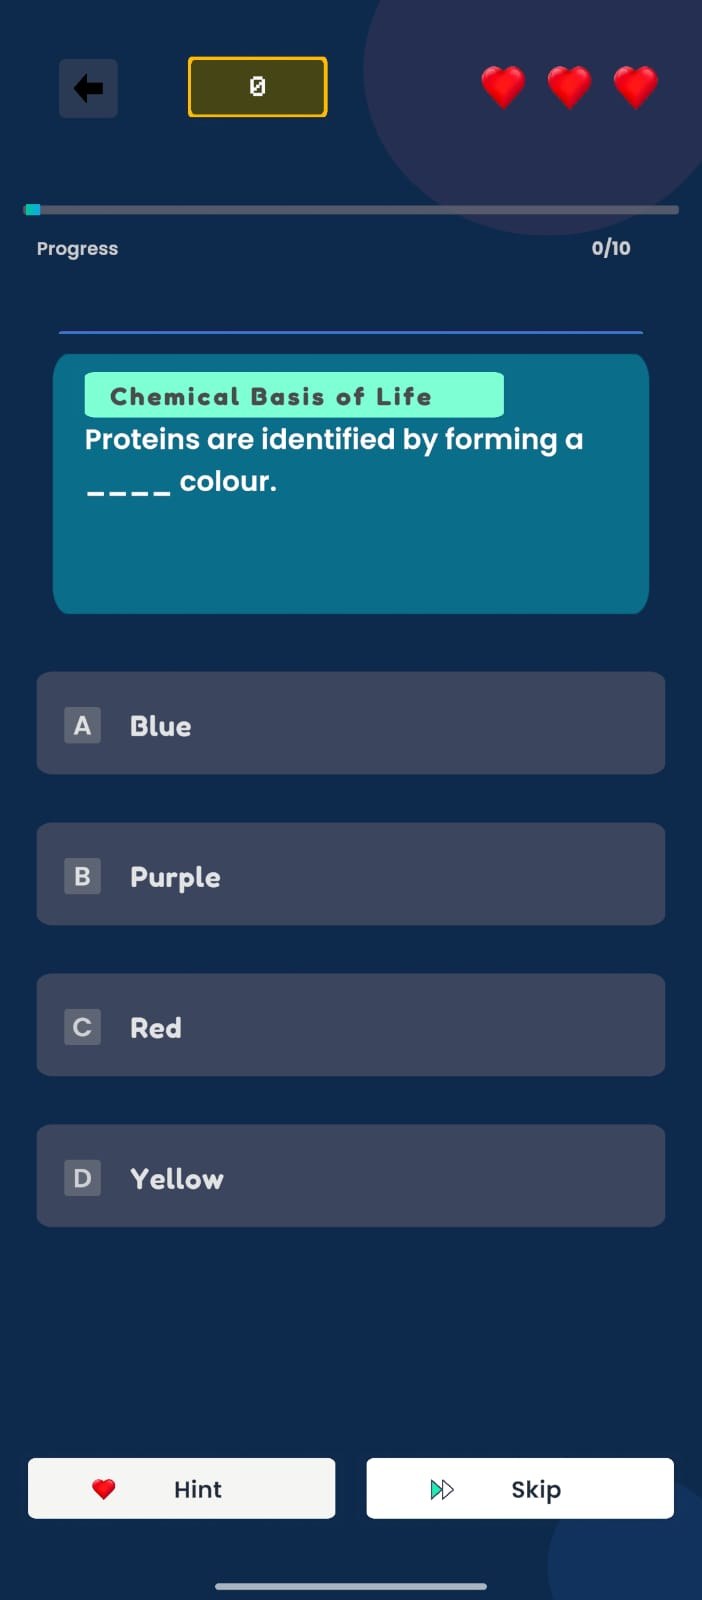 0
Progress 0/10
Chemical Basis of Life
Proteins are identified by forming a
____ colour.
A Blue
B Purple
C Red
D Yellow
Hint Skip